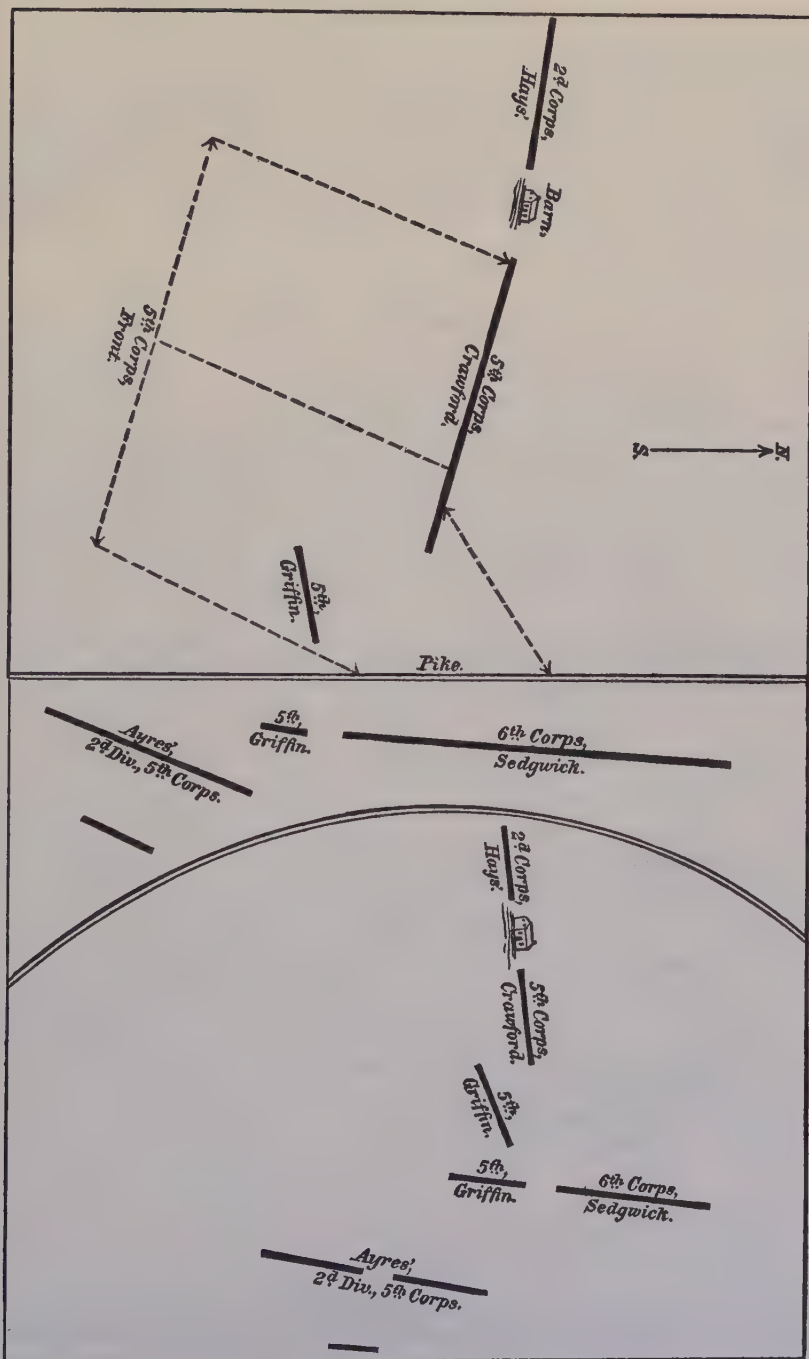 2d Corps,
Hays'.
Barn.
5th Corps,
Crawford.
5th Corps,
Front.
N.
S.
5th,
Griffin.
Pike.
Ayres',
2d Div., 5th Corps.
5th,
Griffin.
6th Corps,
Sedgwick.
2d Corps,
Hays'.
5th Corps,
Crawford.
5th,
Griffin.
5th,
Griffin.
6th Corps,
Sedgwick.
Ayres',
2d Div., 5th Corps.